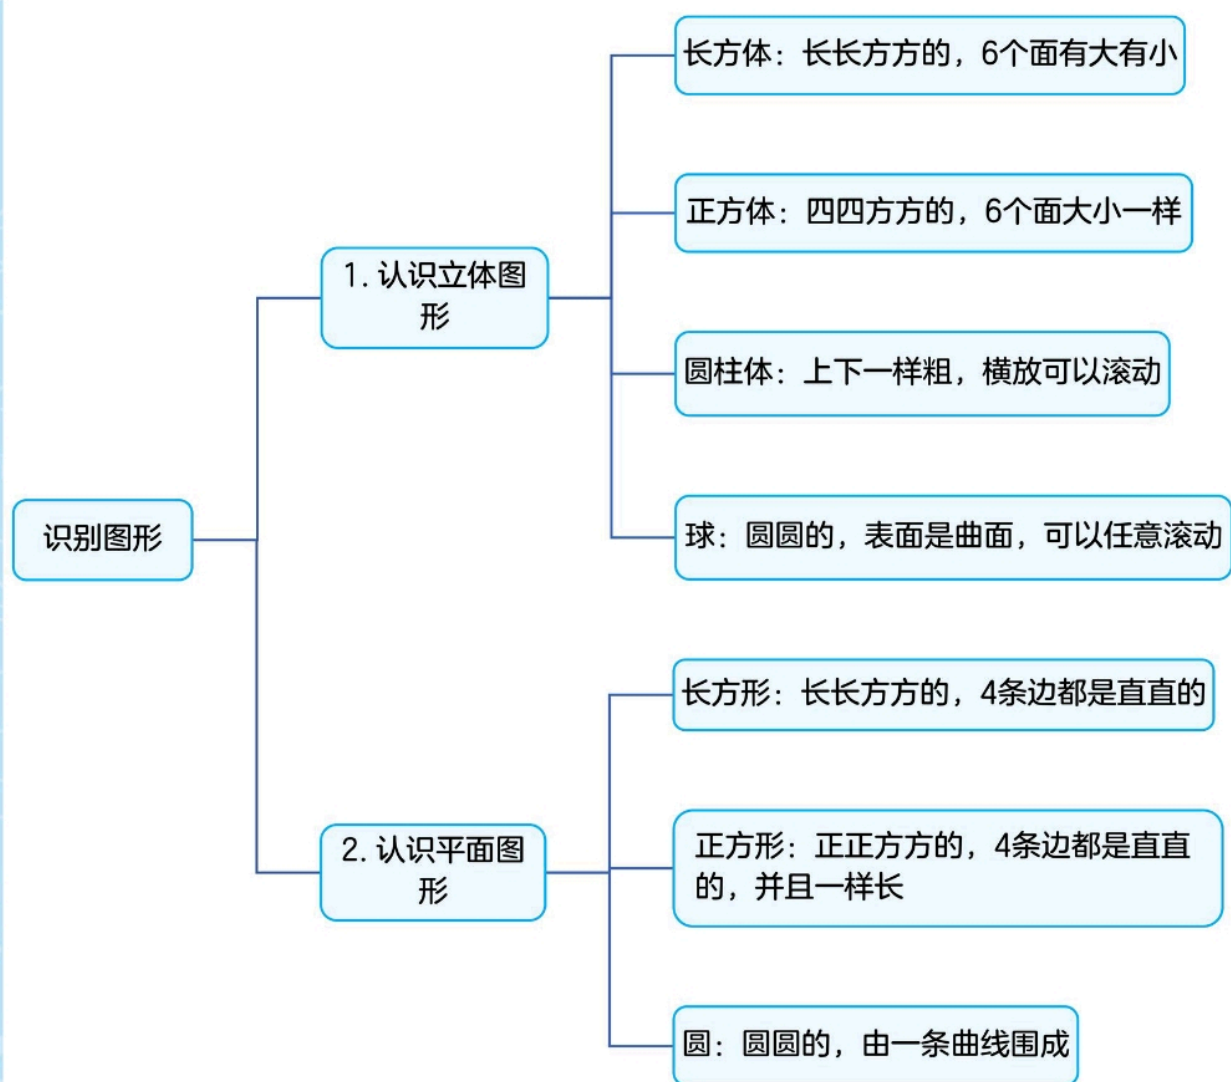 长方体：长长方方的，6个面有大有小
正方体：四四方方的，6个面大小一样
1. 认识立体图
形
圆柱体：上下一样粗，横放可以滚动
识别图形
球：圆圆的，表面是曲面，可以任意滚动
长方形：长长方方的，4条边都是直直的
2. 认识平面图
形
正方形：正正方方的，4条边都是直直
的，并且一样长
圆：圆圆的，由一条曲线围成